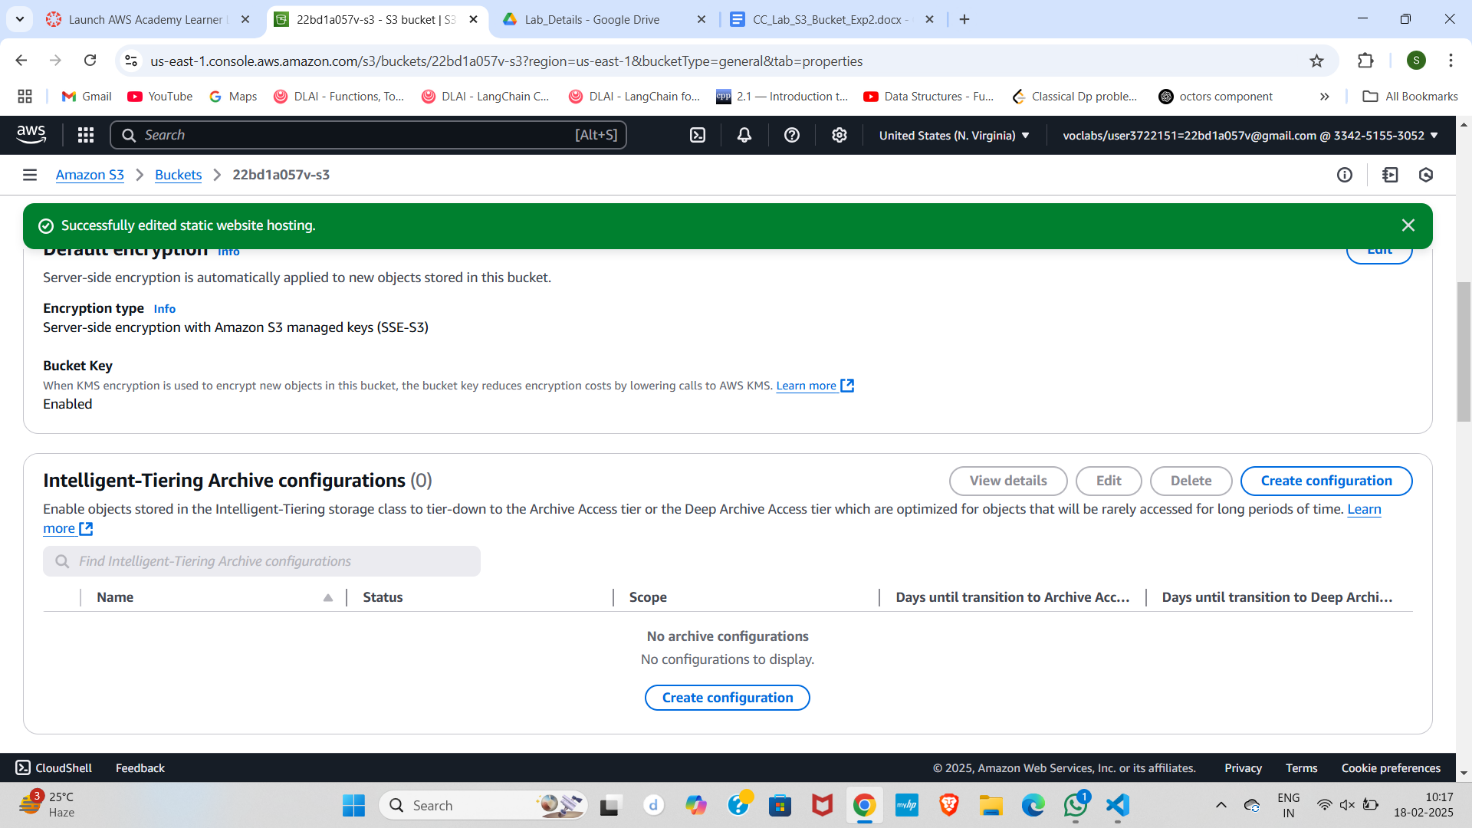 Launch AWS Academy Learner
22bd1a057v-s3 - S3 bucket | S3
Lab_Details - Google Drive
CC_Lab_S3_Bucket_Exp2.docx -
us-east-1.console.aws.amazon.com/s3/buckets/22bd1a057v-s3?region=us-east-1&bucketType=general&tab=properties
S
Gmail
YouTube
Maps
DLAI - Functions, To...
DLAI - LangChain C...
DLAI - LangChain fo...
2.1 — Introduction t...
Data Structures - Fu...
Classical Dp proble...
octors component
All Bookmarks
aws
Search [Alt+S]
United States (N. Virginia)
voclabs/user3722151=22bd1a057v@gmail.com @ 3342-5155-3052
Amazon S3 > Buckets > 22bd1a057v-s3
Successfully edited static website hosting.
Default encryption Info
Edit
Server-side encryption is automatically applied to new objects stored in this bucket.
Encryption type Info
Server-side encryption with Amazon S3 managed keys (SSE-S3)
Bucket Key
When KMS encryption is used to encrypt new objects in this bucket, the bucket key reduces encryption costs by lowering calls to AWS KMS. Learn more
Enabled
Intelligent-Tiering Archive configurations (0)
View details
Edit
Delete
Create configuration
Enable objects stored in the Intelligent-Tiering storage class to tier-down to the Archive Access tier or the Deep Archive Access tier which are optimized for objects that will be rarely accessed for long periods of time. Learn
more
Find Intelligent-Tiering Archive configurations
Name
Status
Scope
Days until transition to Archive Acc...
Days until transition to Deep Archi...
No archive configurations
No configurations to display.
Create configuration
CloudShell
Feedback
© 2025, Amazon Web Services, Inc. or its affiliates.
Privacy
Terms
Cookie preferences
3
25°C
Haze
Search
d
myhp
1
ENG
IN
10:17
18-02-2025